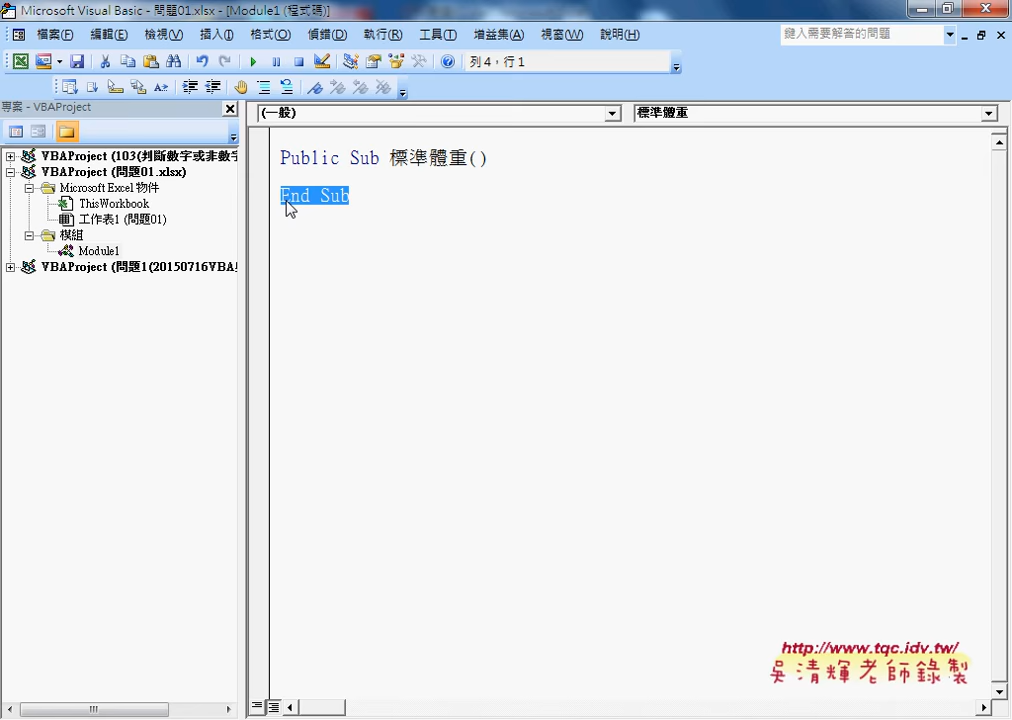 Microsoft Visual Basic - 問題01.xlsx - [Module1 (程式碼)]
檔案(F) 編輯(E) 檢視(V) 插入(I) 格式(O) 偵錯(D) 執行(R) 工具(T) 增益集(A) 視窗(W) 說明(H) 鍵入需要解答的問題
列 4, 行 1
專案 - VBAProject
(一般) 標準體重
VBAProject (103(判斷數字或非數字
VBAProject (問題01.xlsx)
Microsoft Excel 物件
ThisWorkbook
工作表1 (問題01)
模組
Module1
VBAProject (問題1(20150716VBA
Public Sub 標準體重()
End Sub
http://www.tqc.idv.tw/
吳清輝老師錄製